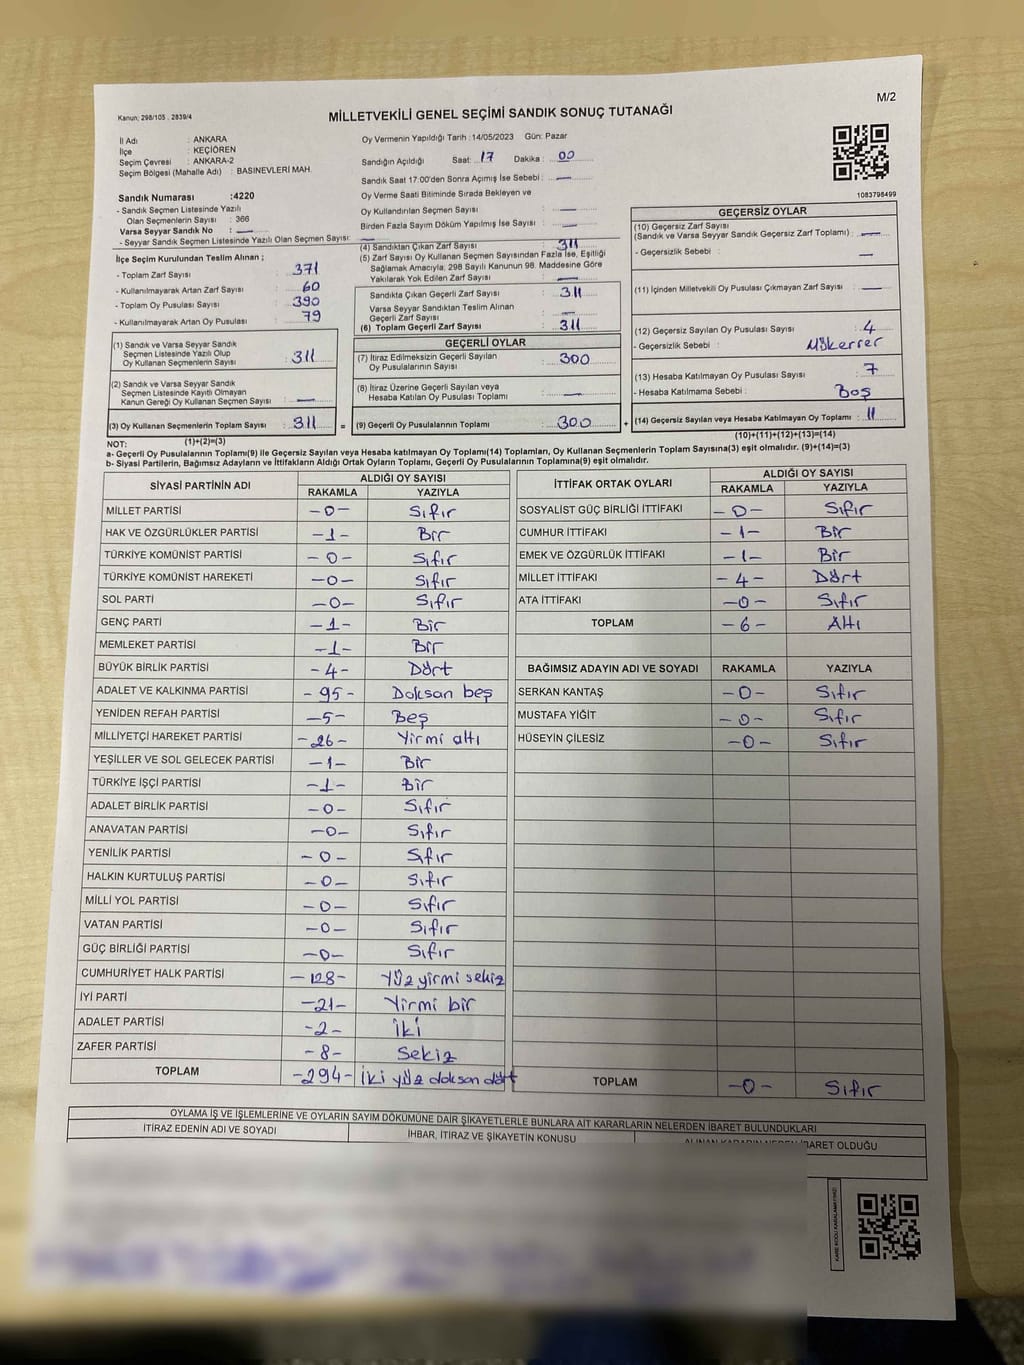 M/2
Kanun: 298/105, 2839/4
MİLLETVEKİLİ GENEL SEÇİMİ SANDIK SONUÇ TUTANAĞI
İl Adı : ANKARA
İlçe : KEÇİÖREN
Seçim Çevresi : ANKARA-2
Seçim Bölgesi (Mahalle Adı) : BASINEVLERİ MAH.
Oy Vermenin Yapıldığı Tarih :14/05/2023 Gün: Pazar
Sandığın Açıldığı Saat: 17 Dakika : 00
Sandık Saat 17:00'den Sonra Açımış İse Sebebi : —
Oy Verme Saati Bitiminde Sırada Bekleyen ve
Oy Kullandırılan Seçmen Sayısı : —
Birden Fazla Sayım Döküm Yapılmış İse Sayısı : —
1083798499
Sandık Numarası :4220
- Sandık Seçmen Listesinde Yazılı
Olan Seçmenlerin Sayısı : 366
Varsa Seyyar Sandık No : —
- Seyyar Sandık Seçmen Listesinde Yazılı Olan Seçmen Sayısı: —
İlçe Seçim Kurulundan Teslim Alınan ;
- Toplam Zarf Sayısı : 371
- Kullanılmayarak Artan Zarf Sayısı : 60
- Toplam Oy Pusulası Sayısı : 390
- Kullanılmayarak Artan Oy Pusulası : 79
(1) Sandık ve Varsa Seyyar Sandık
Seçmen Listesinde Yazılı Olup
Oy Kullanan Seçmenlerin Sayısı : 311
(2) Sandık ve Varsa Seyyar Sandık
Seçmen Listesinde Kayıtlı Olmayan
Kanun Gereği Oy Kullanan Seçmen Sayısı : —
(3) Oy Kullanan Seçmenlerin Toplam Sayısı : 311
(4) Sandıktan Çıkan Zarf Sayısı : 311
(5) Zarf Sayısı Oy Kullanan Seçmen Sayısından Fazla İse, Eşitliği
Sağlamak Amacıyla; 298 Sayılı Kanunun 98. Maddesine Göre
Yakılarak Yok Edilen Zarf Sayısı : —
Sandıkta Çıkan Geçerli Zarf Sayısı : 311
Varsa Seyyar Sandıktan Teslim Alınan
Geçerli Zarf Sayısı : —
(6) Toplam Geçerli Zarf Sayısı : 311
GEÇERLİ OYLAR
(7) İtiraz Edilmeksizin Geçerli Sayılan
Oy Pusulalarının Sayısı : 300
(8) İtiraz Üzerine Geçerli Sayılan veya
Hesaba Katılan Oy Pusulası Toplamı : —
= (9) Geçerli Oy Pusulalarının Toplamı : 300 +
GEÇERSİZ OYLAR
(10) Geçersiz Zarf Sayısı
(Sandık ve Varsa Seyyar Sandık Geçersiz Zarf Toplamı) : —
- Geçersizlik Sebebi : —
(11) İçinden Milletvekili Oy Pusulası Çıkmayan Zarf Sayısı : —
(12) Geçersiz Sayılan Oy Pusulası Sayısı : 4
- Geçersizlik Sebebi : Mükerrer
(13) Hesaba Katılmayan Oy Pusulası Sayısı : 7
- Hesaba Katılmama Sebebi : Boş
(14) Geçersiz Sayılan veya Hesaba Katılmayan Oy Toplamı : 11
NOT: (1)+(2)=(3) (10)+(11)+(12)+(13)=(14)
a- Geçerli Oy Pusulalarının Toplamı(9) ile Geçersiz Sayılan veya Hesaba katılmayan Oy Toplamı(14) Toplamları, Oy Kullanan Seçmenlerin Toplam Sayısına(3) eşit olmalıdır. (9)+(14)=(3)
b- Siyasi Partilerin, Bağımsız Adayların ve İttifakların Aldığı Ortak Oyların Toplamı, Geçerli Oy Pusulalarının Toplamına(9) eşit olmalıdır.
SİYASİ PARTİNİN ADI ALDIĞI OY SAYISI
RAKAMLA YAZIYLA
MİLLET PARTİSİ -0- Sıfır
HAK VE ÖZGÜRLÜKLER PARTİSİ -1- Bir
TÜRKİYE KOMÜNİST PARTİSİ -0- Sıfır
TÜRKİYE KOMÜNİST HAREKETİ -0- Sıfır
SOL PARTİ -0- Sıfır
GENÇ PARTİ -1- Bir
MEMLEKET PARTİSİ -1- Bir
BÜYÜK BİRLİK PARTİSİ -4- Dört
ADALET VE KALKINMA PARTİSİ -95- Doksan beş
YENİDEN REFAH PARTİSİ -5- Beş
MİLLİYETÇİ HAREKET PARTİSİ -26- Yirmi altı
YEŞİLLER VE SOL GELECEK PARTİSİ -1- Bir
TÜRKİYE İŞÇİ PARTİSİ -1- Bir
ADALET BİRLİK PARTİSİ -0- Sıfır
ANAVATAN PARTİSİ -0- Sıfır
YENİLİK PARTİSİ -0- Sıfır
HALKIN KURTULUŞ PARTİSİ -0- Sıfır
MİLLİ YOL PARTİSİ -0- Sıfır
VATAN PARTİSİ -0- Sıfır
GÜÇ BİRLİĞİ PARTİSİ -0- Sıfır
CUMHURİYET HALK PARTİSİ -128- Yüz yirmi sekiz
İYİ PARTİ -21- Yirmi bir
ADALET PARTİSİ -2- İki
ZAFER PARTİSİ -8- Sekiz
TOPLAM -294- İki yüz doksan dört
İTTİFAK ORTAK OYLARI ALDIĞI OY SAYISI
RAKAMLA YAZIYLA
SOSYALIST GÜÇ BİRLİĞİ İTTİFAKI -0- Sıfır
CUMHUR İTTİFAKI -1- Bir
EMEK VE ÖZGÜRLÜK İTTİFAKI -1- Bir
MİLLET İTTİFAKI -4- Dört
ATA İTTİFAKI -0- Sıfır
TOPLAM -6- Altı
BAĞIMSIZ ADAYIN ADI VE SOYADI RAKAMLA YAZIYLA
SERKAN KANTAŞ -0- Sıfır
MUSTAFA YİĞİT -0- Sıfır
HÜSEYİN ÇİLESİZ -0- Sıfır
TOPLAM -0- Sıfır
OYLAMA İŞ VE İŞLEMLERİNE VE OYLARIN SAYIM DÖKÜMÜNE DAİR ŞİKAYETLERLE BUNLARA AİT KARARLARIN NELERDEN İBARET BULUNDUKLARI
İTİRAZ EDENİN ADI VE SOYADI
İHBAR, İTİRAZ VE ŞİKAYETİN KONUSU
ALINAN KARARIN NEDEN İBARET OLDUĞU
KARE KODU KARALAMAYINIZ!